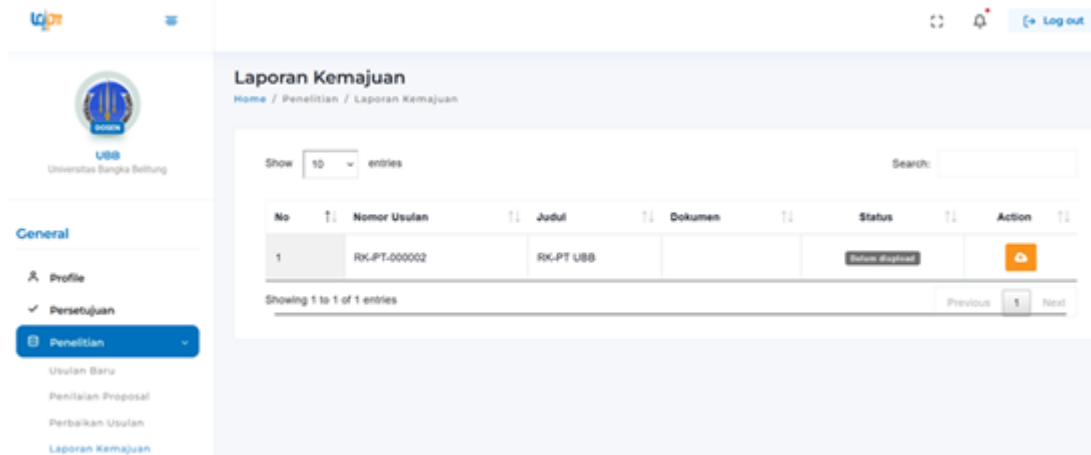 Log out
Laporan Kemajuan
Home / Penelitian / Laporan Kemajuan
DOSEN
UBB
Universitas Bangka Belitung
Show 10 entries
Search:
No Nomor Usulan Judul Dokumen Status Action
1 RK-PT-000002 RK-PT UBB Belum diupload
Showing 1 to 1 of 1 entries
Previous 1 Next
General
Profile
Persetujuan
Penelitian
Usulan Baru
Penilaian Proposal
Perbaikan Usulan
Laporan Kemajuan